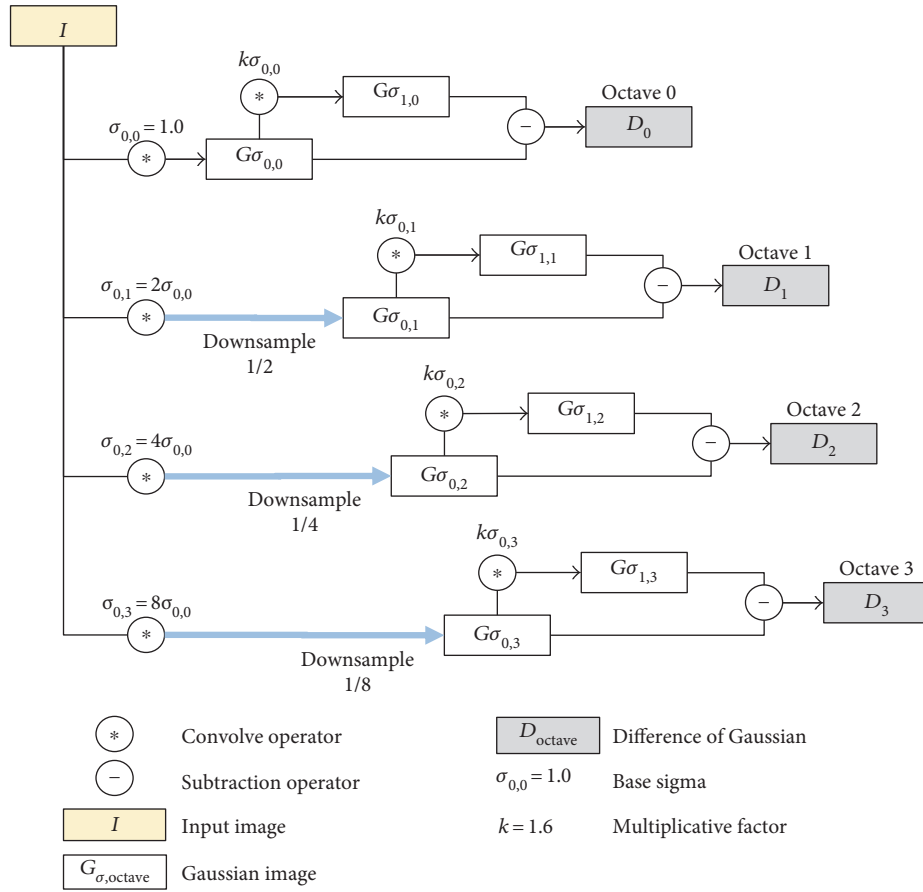 I
kσ0,0
Gσ1,0
Octave 0
σ0,0 = 1.0
*
−
D0
*
Gσ0,0
kσ0,1
Gσ1,1
Octave 1
*
σ0,1 = 2σ0,0
−
D1
*
Gσ0,1
Downsample
1/2
kσ0,2
Gσ1,2
Octave 2
*
σ0,2 = 4σ0,0
−
D2
*
Gσ0,2
Downsample
1/4
kσ0,3
Gσ1,3
Octave 3
*
σ0,3 = 8σ0,0
−
D3
*
Gσ0,3
Downsample
1/8
* Convolve operator
Doctave Difference of Gaussian
− Subtraction operator
σ0,0 = 1.0 Base sigma
I Input image
k = 1.6 Multiplicative factor
Gσ,octave Gaussian image